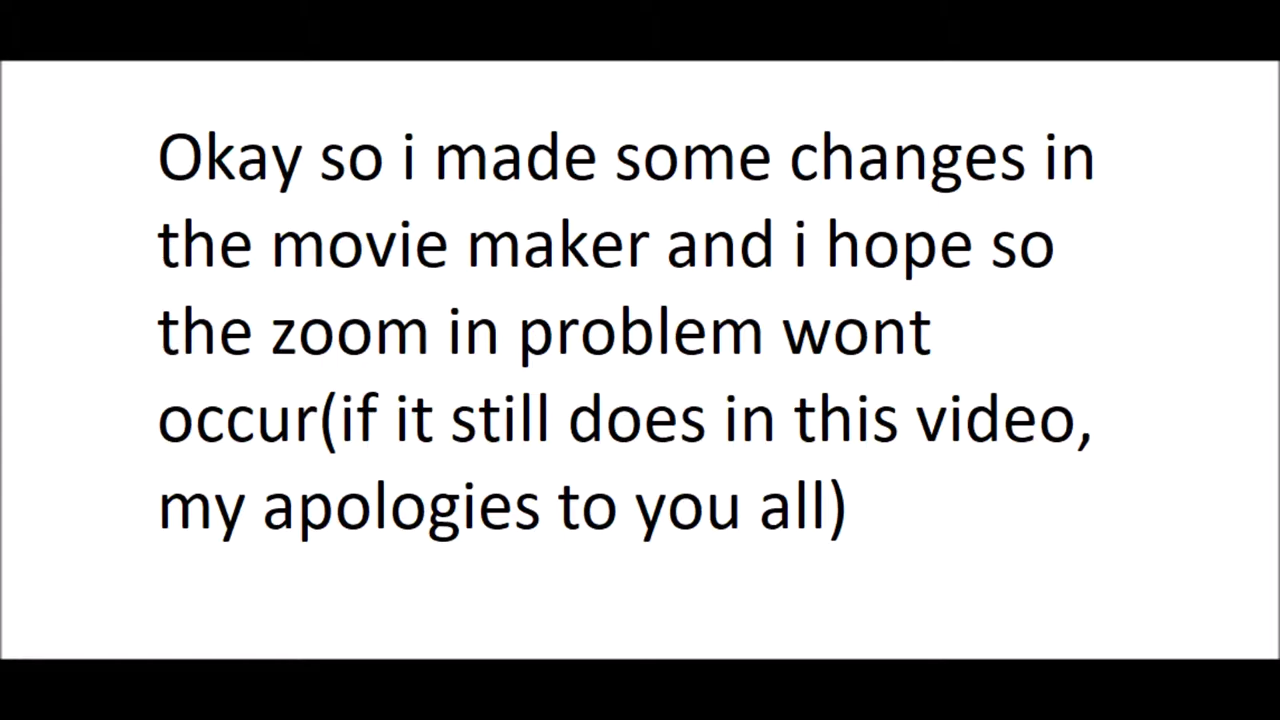 Okay so i made some changes in
the movie maker and i hope so
the zoom in problem wont
occur(if it still does in this video,
my apologies to you all)